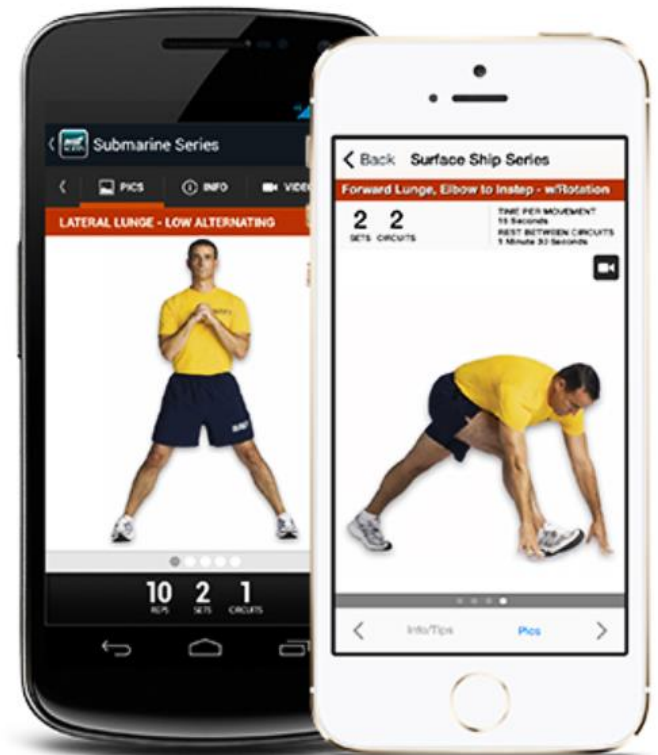 Submarine Series
PICS
INFO
VIDEO
LATERAL LUNGE - LOW ALTERNATING
10 2 1
REPS SETS CIRCUITS
Back Surface Ship Series
Forward Lunge, Elbow to Instep - w/Rotation
2 2
SETS CIRCUITS
TIME PER MOVEMENT
15 Seconds
REST BETWEEN CIRCUITS
1 Minute 30 Seconds
Info/Tips
Pics